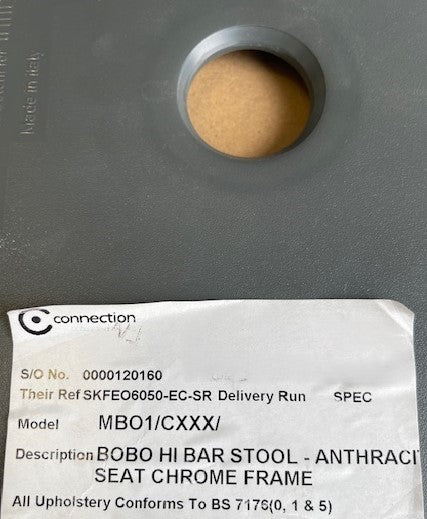 Made in Italy
connection
S/O No. 0000120160
Their Ref SKFEO6050-EC-SR Delivery Run SPEC
Model MBO1/CXXX/
Description BOBO HI BAR STOOL - ANTHRACI
SEAT CHROME FRAME
All Upholstery Conforms To BS 7176(0, 1 & 5)